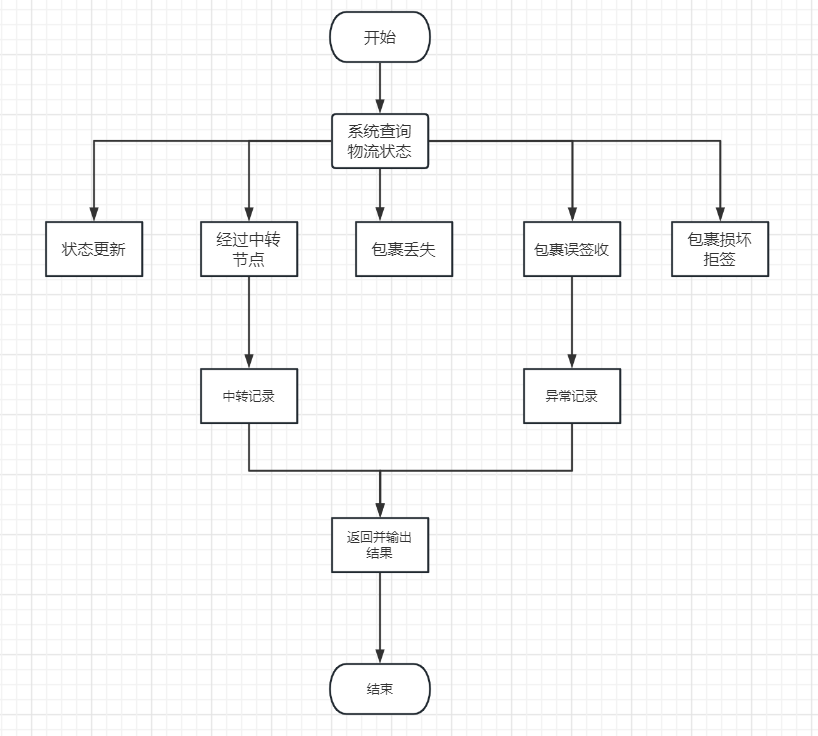 开始
系统查询
物流状态
状态更新
经过中转
节点
包裹丢失
包裹误签收
包裹损坏
拒签
中转记录
异常记录
返回并输出
结果
结束